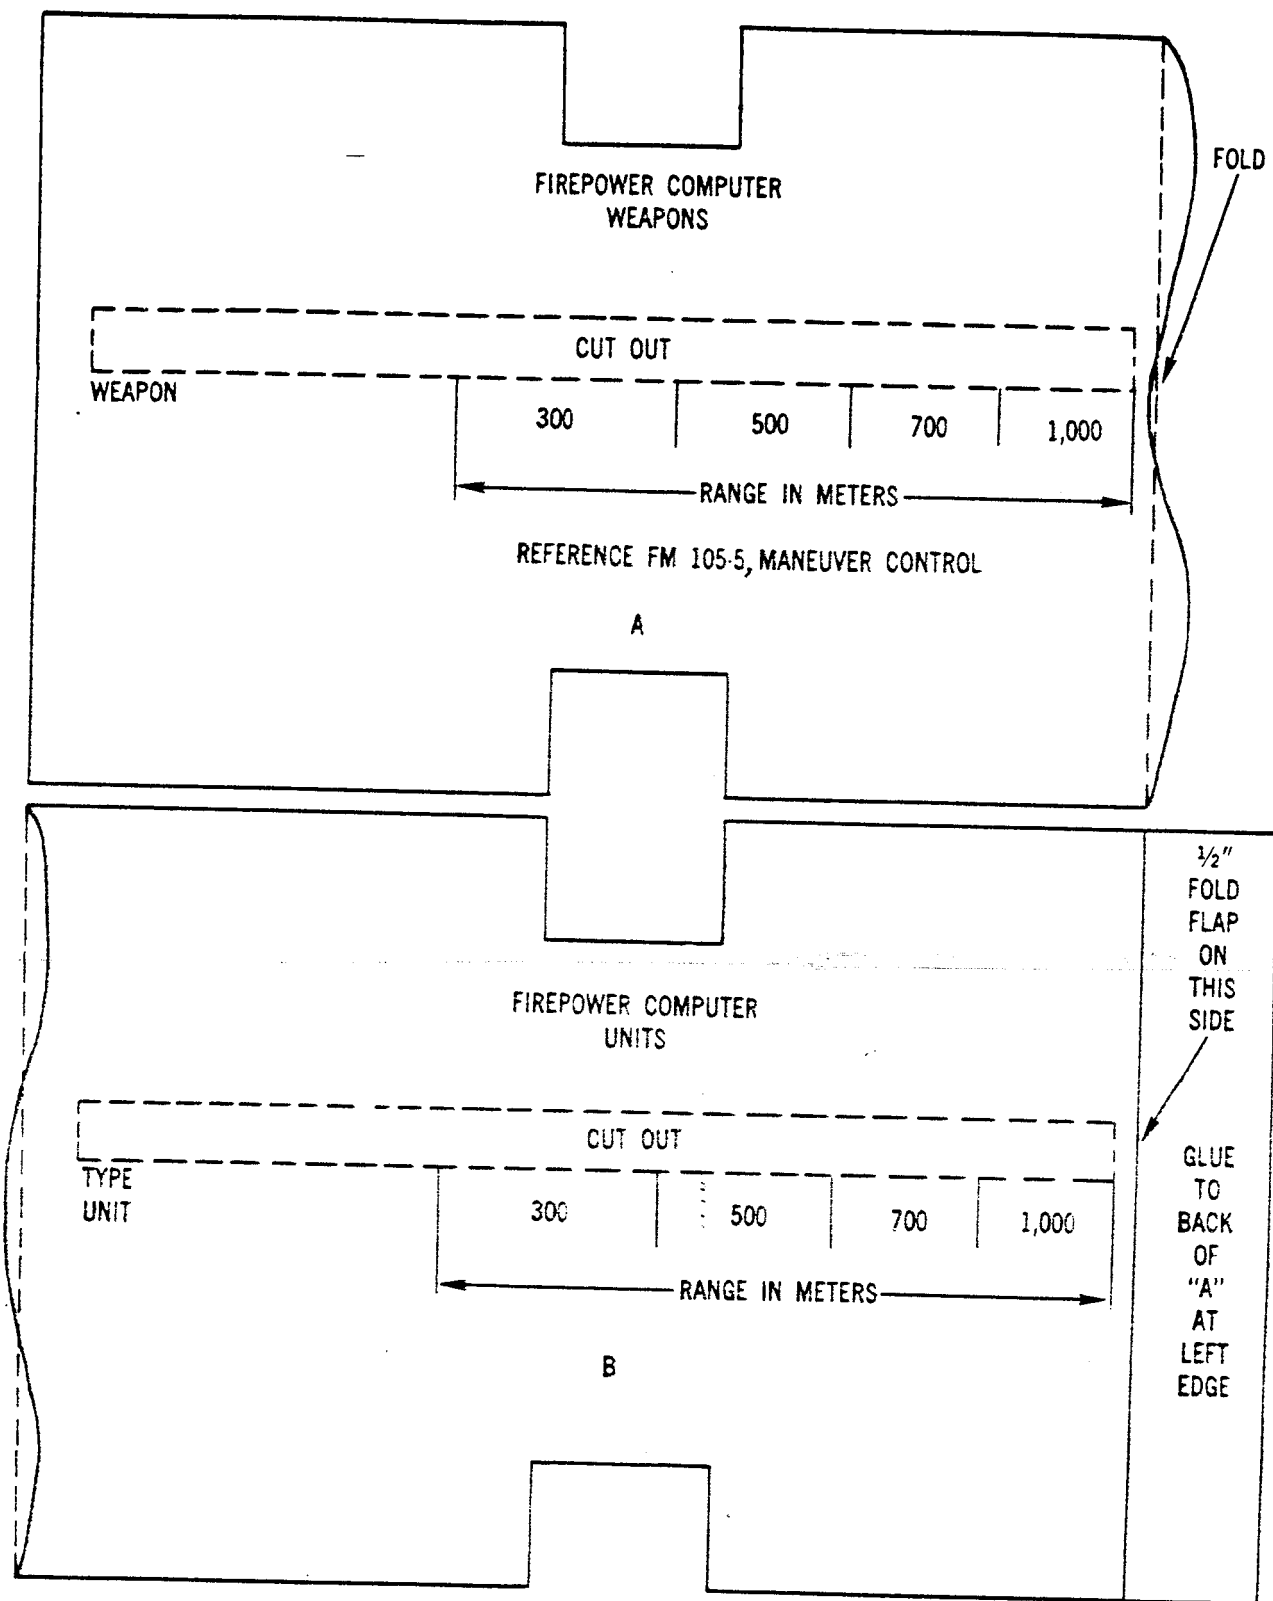 FIREPOWER COMPUTER
WEAPONS
FOLD
CUT OUT
WEAPON
300 500 700 1,000
RANGE IN METERS
REFERENCE FM 105-5, MANEUVER CONTROL
A
½"
FOLD
FLAP
ON
THIS
SIDE
FIREPOWER COMPUTER
UNITS
CUT OUT
TYPE
UNIT
300 500 700 1,000
RANGE IN METERS
B
GLUE
TO
BACK
OF
"A"
AT
LEFT
EDGE